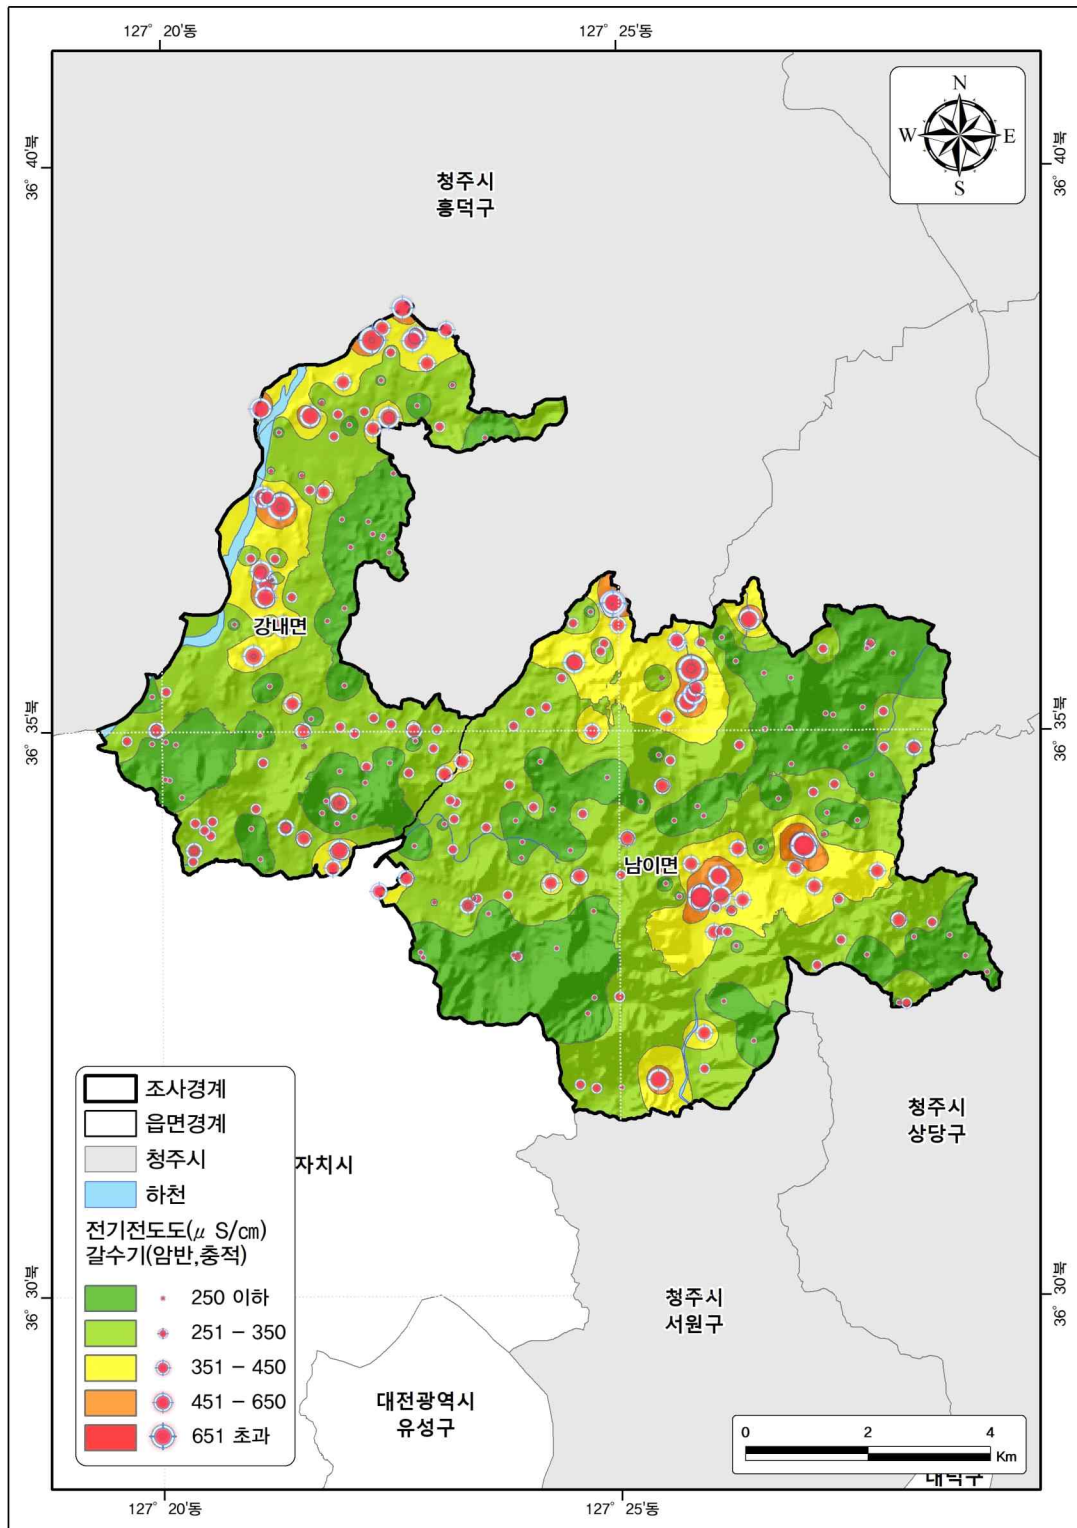 127° 20'동
127° 25'동
N
W
E
S
36° 40'북
36° 40'북
청주시
흥덕구
강내면
36° 35'북
36° 35'북
남이면
조사경계
읍면경계
청주시
하천
전기전도도(μ S/㎝)
갈수기(암반,충적)
250 이하
251 - 350
351 - 450
451 - 650
651 초과
자치시
청주시
상당구
36° 30'북
36° 30'북
청주시
서원구
대전광역시
유성구
0 2 4
Km
대덕구
127° 20'동
127° 25'동